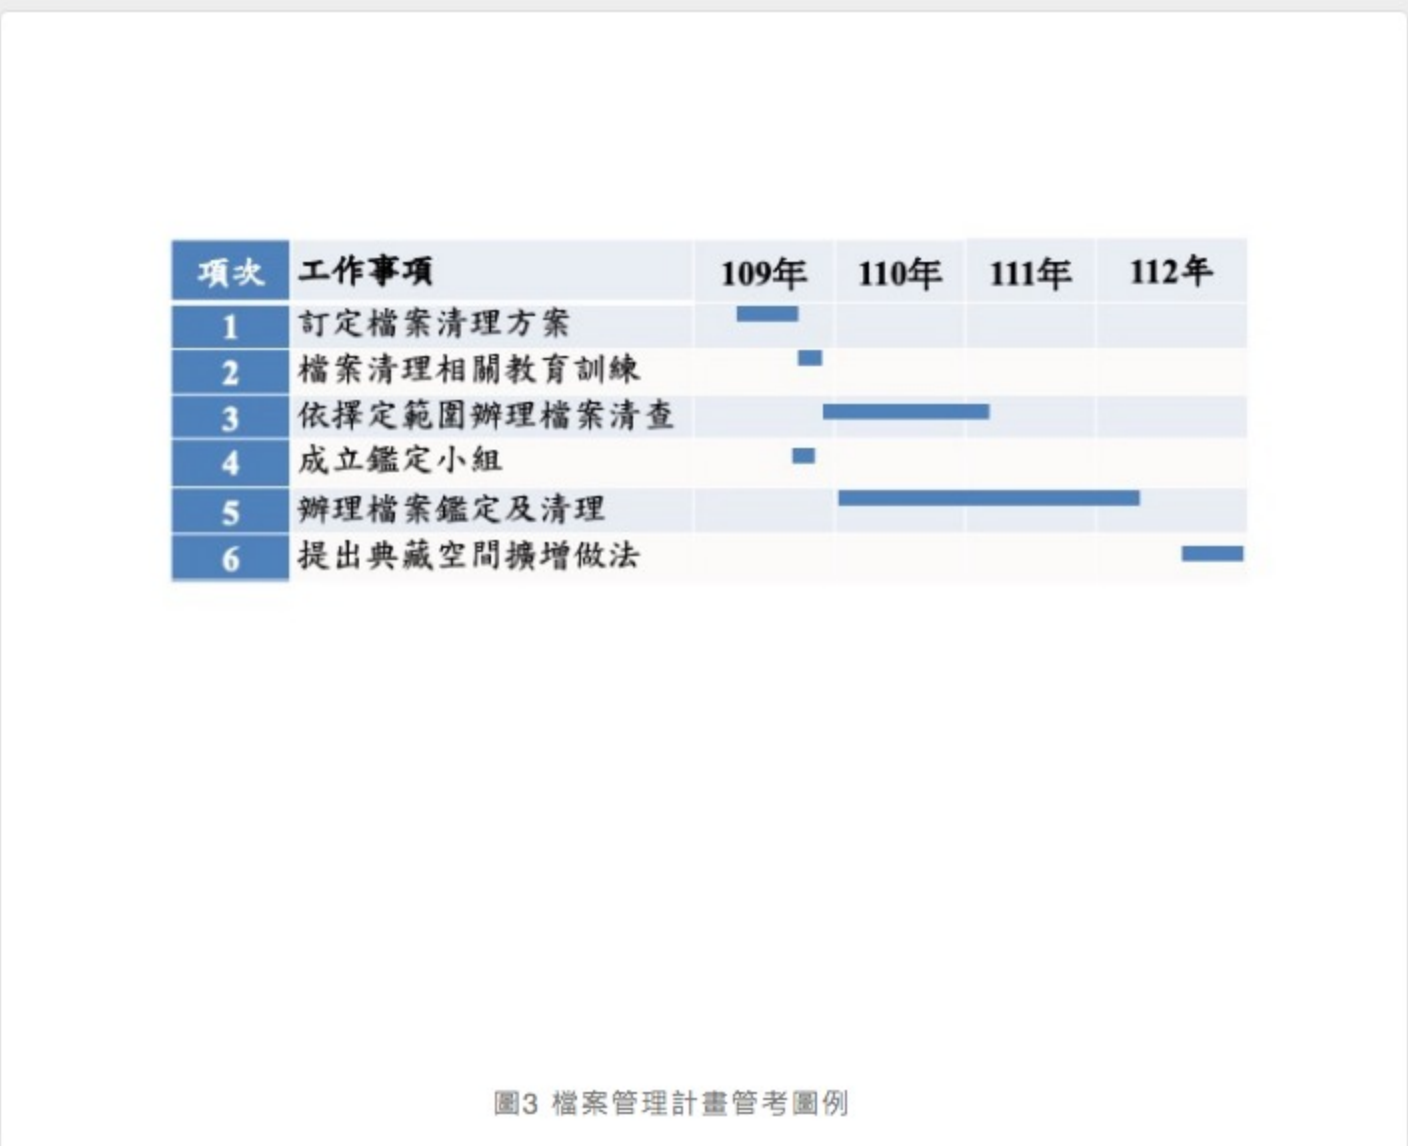 項次 工作事項 109年 110年 111年 112年
1 訂定檔案清理方案
2 檔案清理相關教育訓練
3 依擇定範圍辦理檔案清查
4 成立鑑定小組
5 辦理檔案鑑定及清理
6 提出典藏空間擴增做法
圖3 檔案管理計畫管考圖例